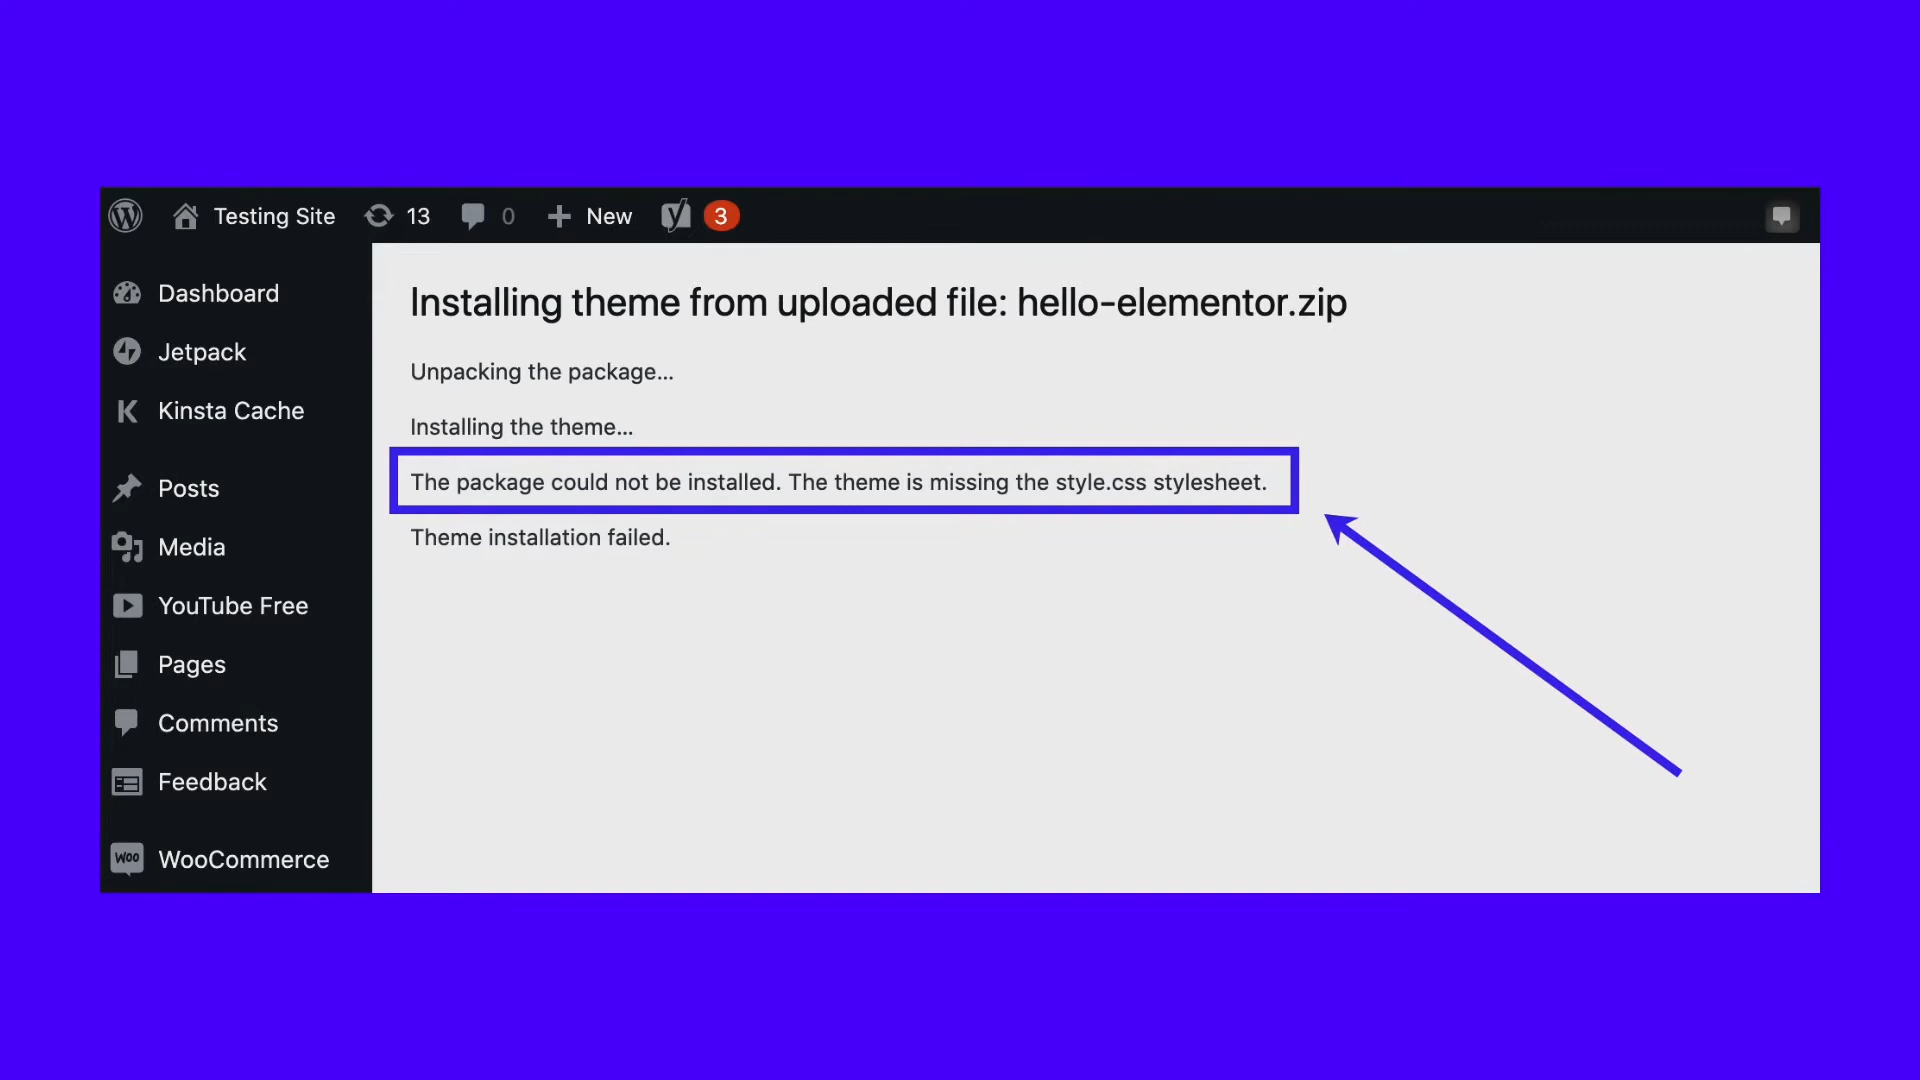 Testing Site 13 0 New 3
Dashboard
Jetpack
Kinsta Cache
Posts
Media
YouTube Free
Pages
Comments
Feedback
Woo WooCommerce
Installing theme from uploaded file: hello-elementor.zip
Unpacking the package...
Installing the theme...
The package could not be installed. The theme is missing the style.css stylesheet.
Theme installation failed.